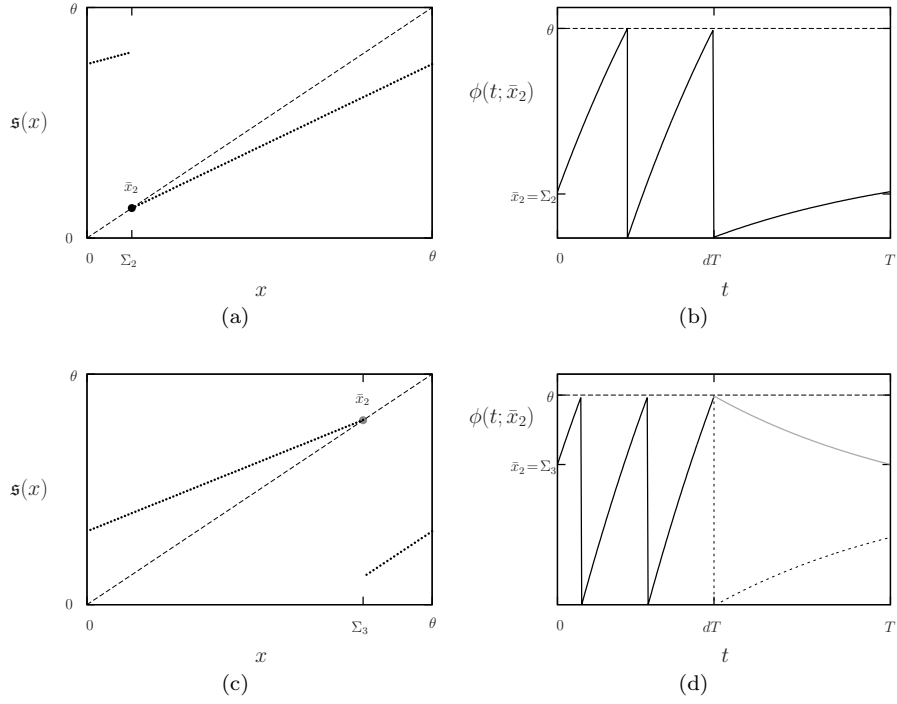 θ
𝔰(x)
x̄₂
0
0
Σ₂
θ
x
(a)
θ
ϕ(t; x̄₂)
x̄₂=Σ₂
0
dT
T
t
(b)
θ
𝔰(x)
x̄₂
0
0
Σ₃
θ
x
(c)
θ
ϕ(t; x̄₂)
x̄₂=Σ₃
0
dT
T
t
(d)